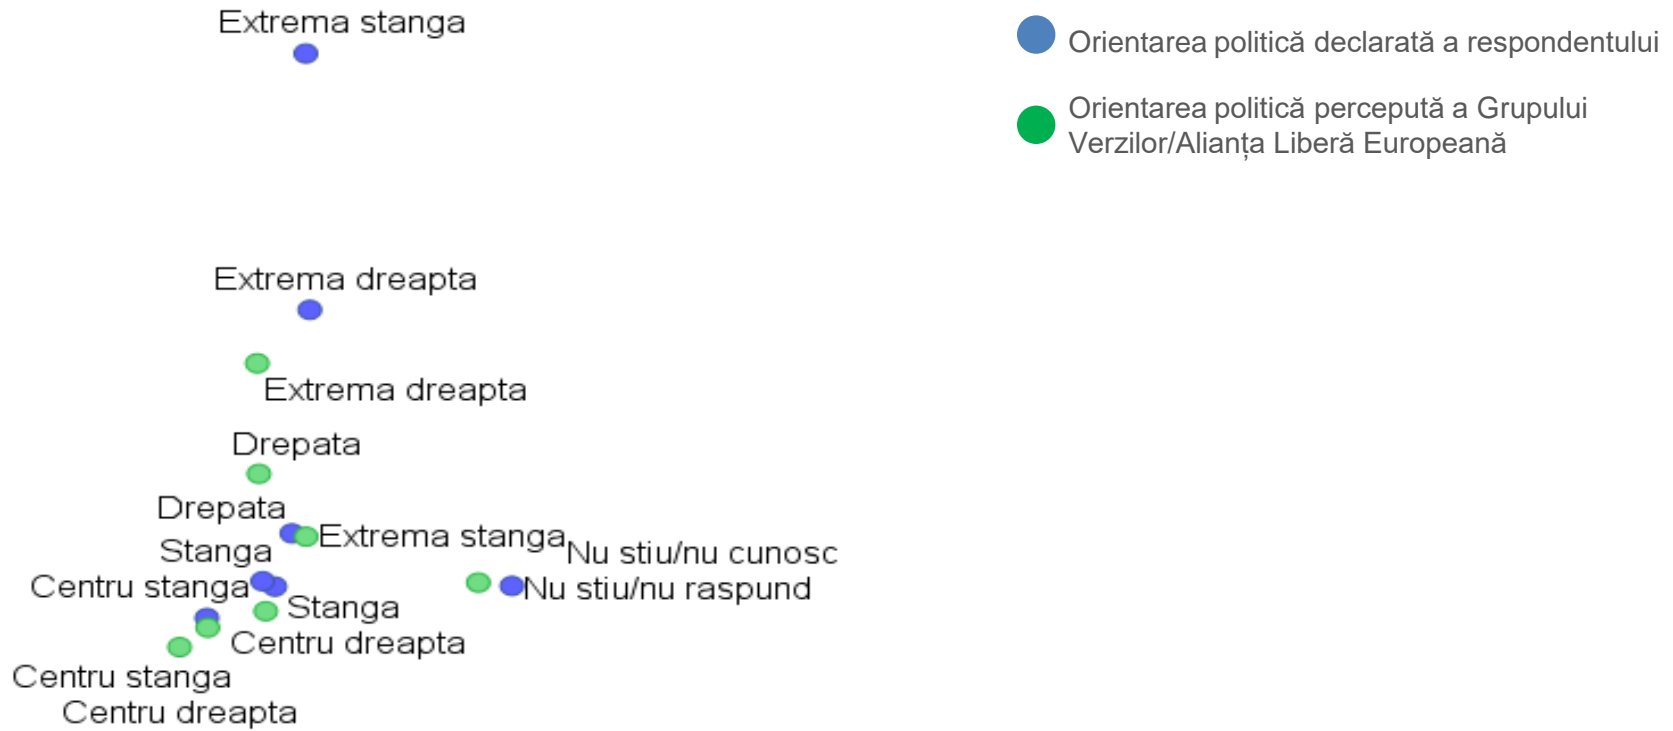 Extrema stanga
Orientarea politică declarată a respondentului
Orientarea politică percepută a Grupului
Verzilor/Alianța Liberă Europeană
Extrema dreapta
Extrema dreapta
Drepata
Drepata
Extrema stanga
Stanga
Nu stiu/nu cunosc
Centru stanga
Nu stiu/nu raspund
Stanga
Centru dreapta
Centru stanga
Centru dreapta